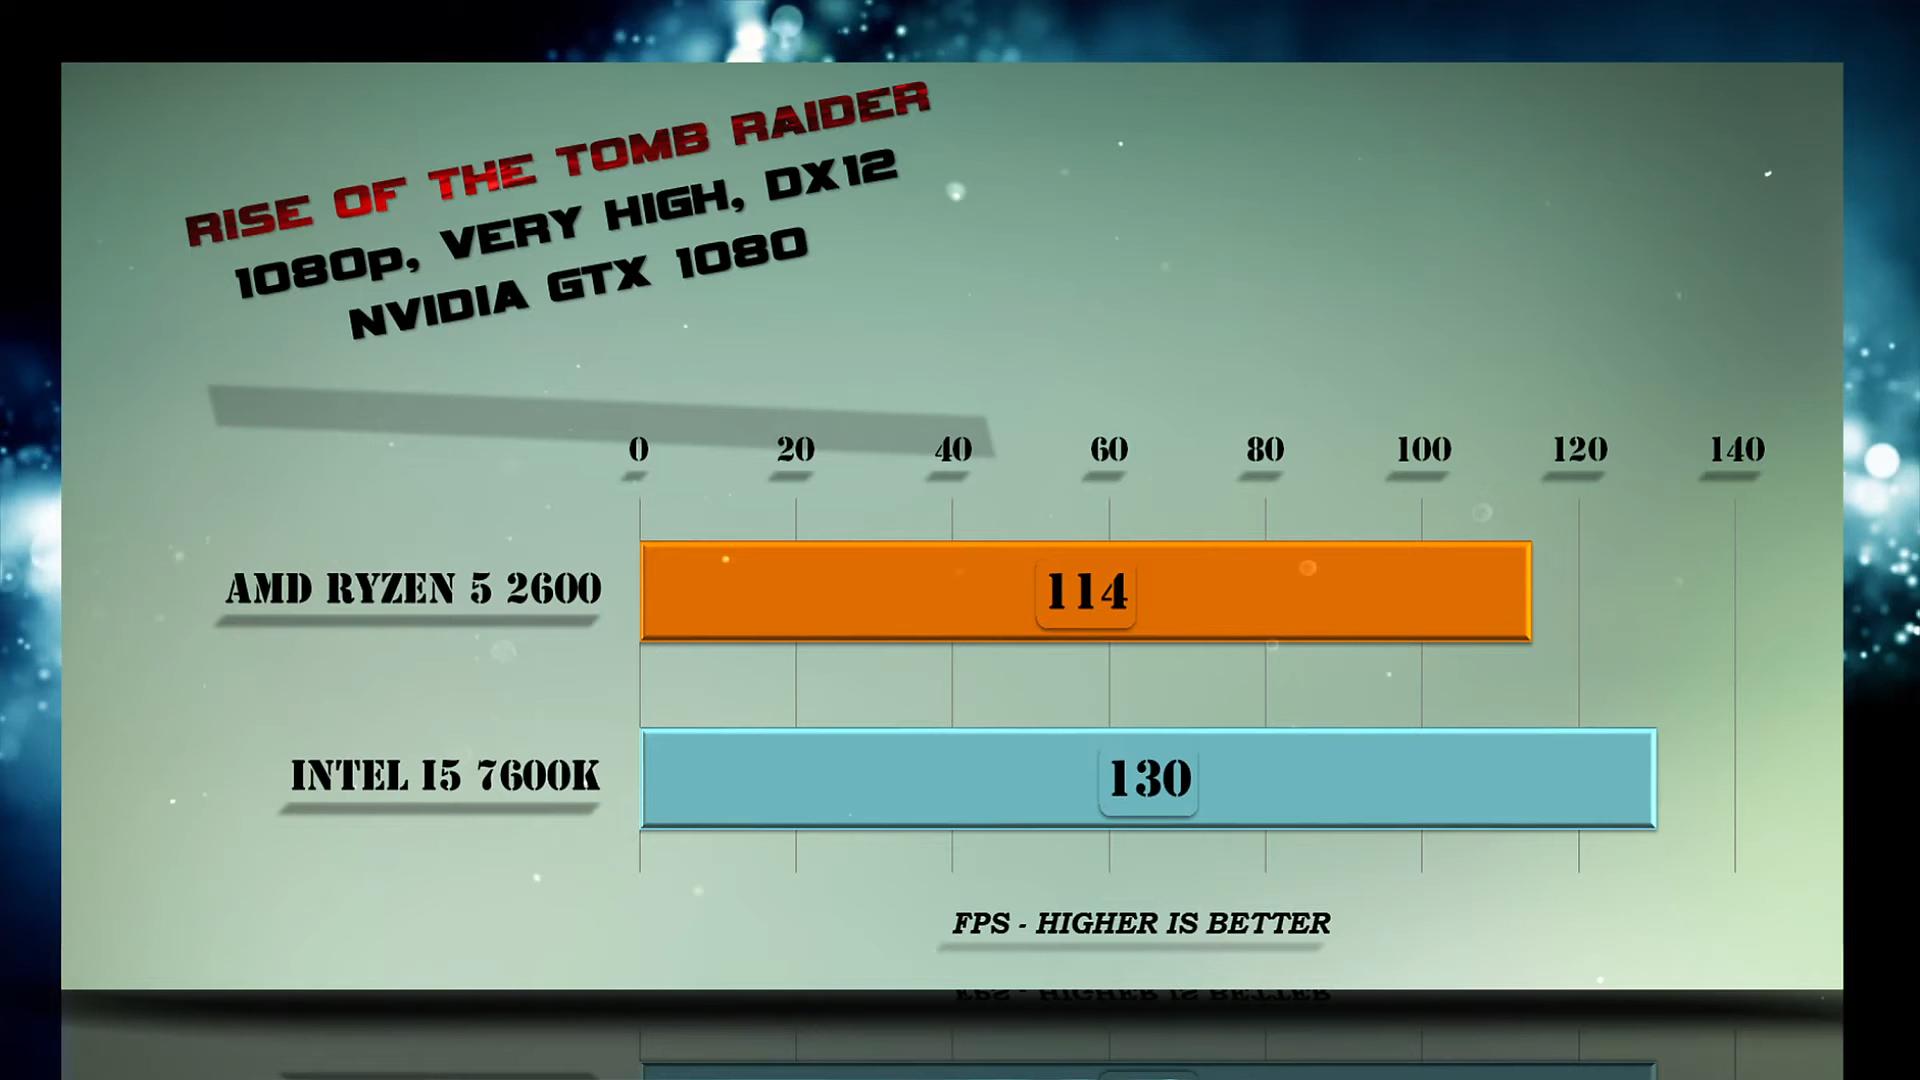 RISE OF THE TOMB RAIDER
1080p, VERY HIGH, DX12
NVIDIA GTX 1080
0 20 40 60 80 100 120 140
AMD RYZEN 5 2600 114
INTEL I5 7600K 130
FPS - HIGHER IS BETTER